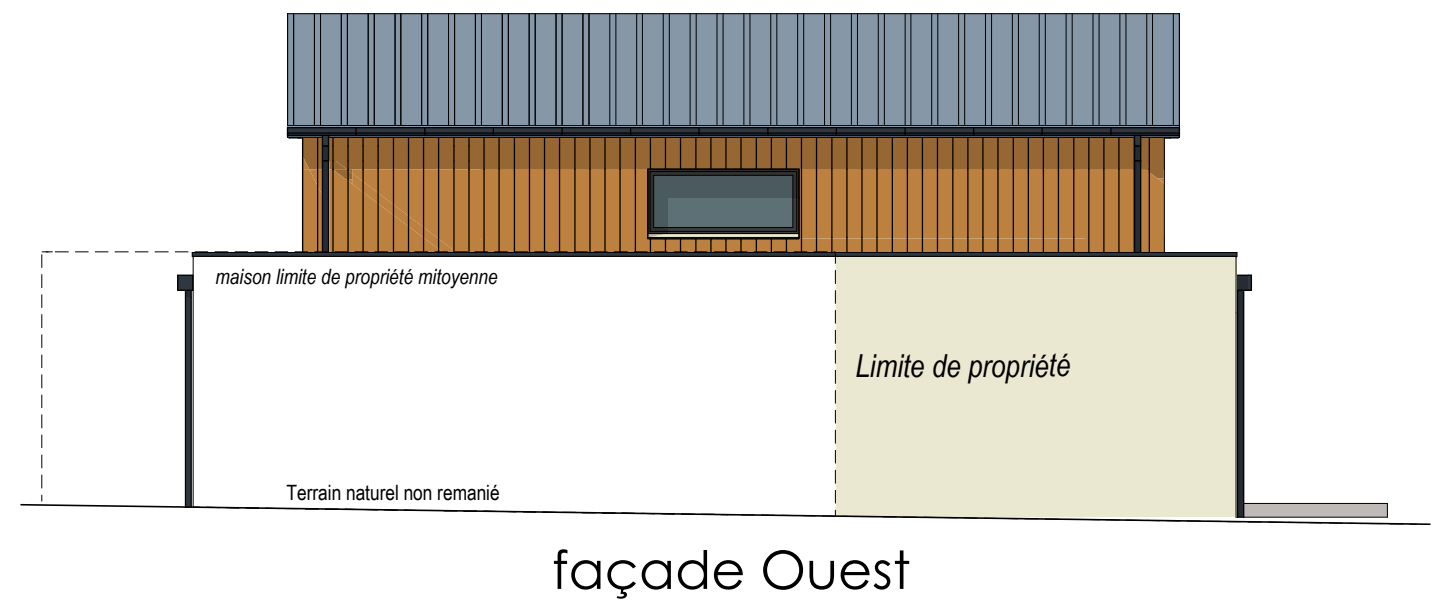 maison limite de propriété mitoyenne
Limite de propriété
Terrain naturel non remanié
façade Ouest